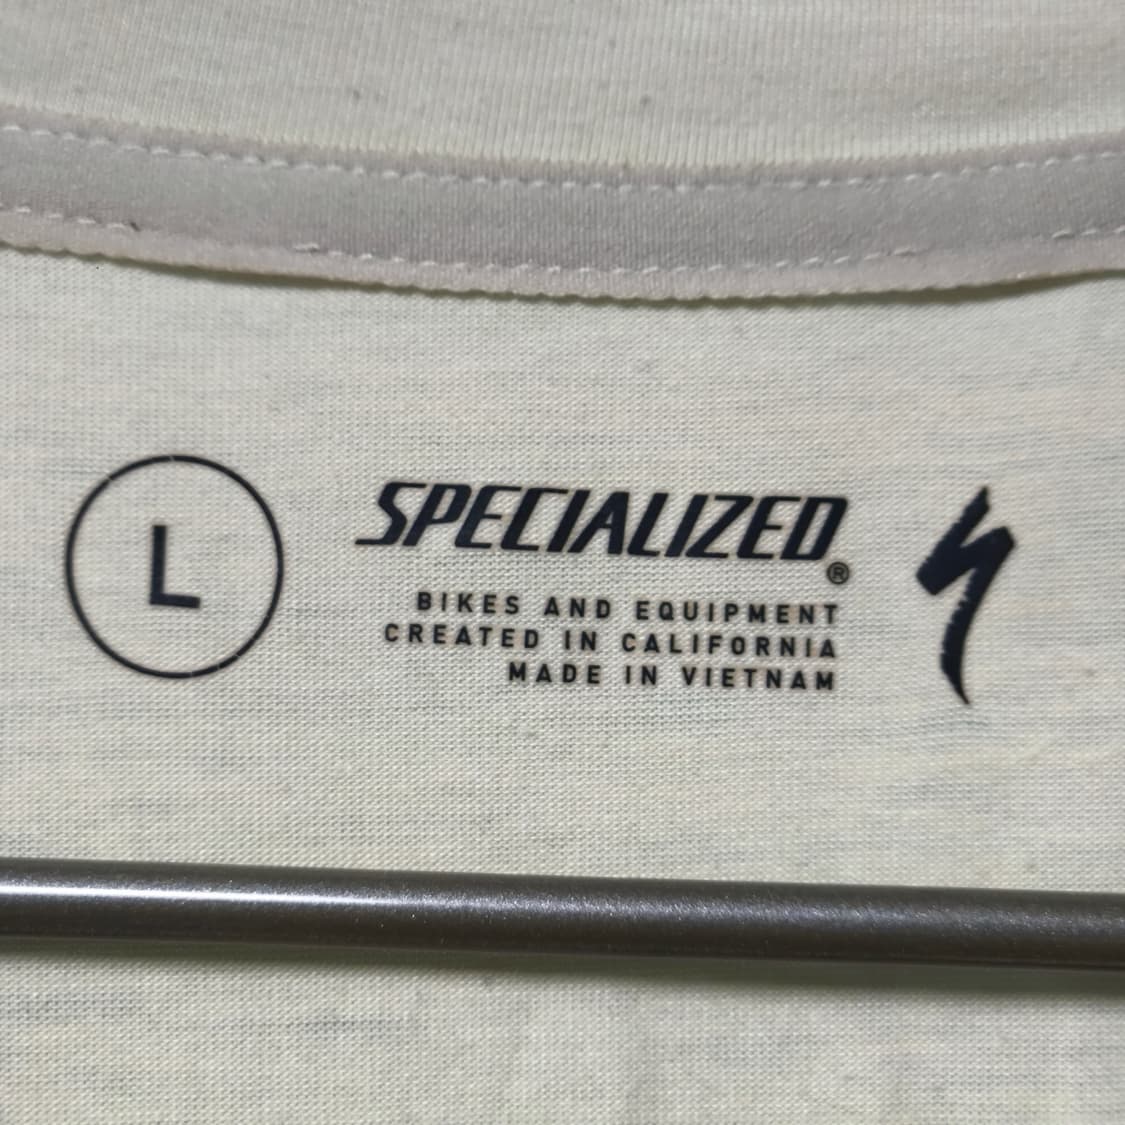 L
SPECIALIZED®
BIKES AND EQUIPMENT
CREATED IN CALIFORNIA
MADE IN VIETNAM